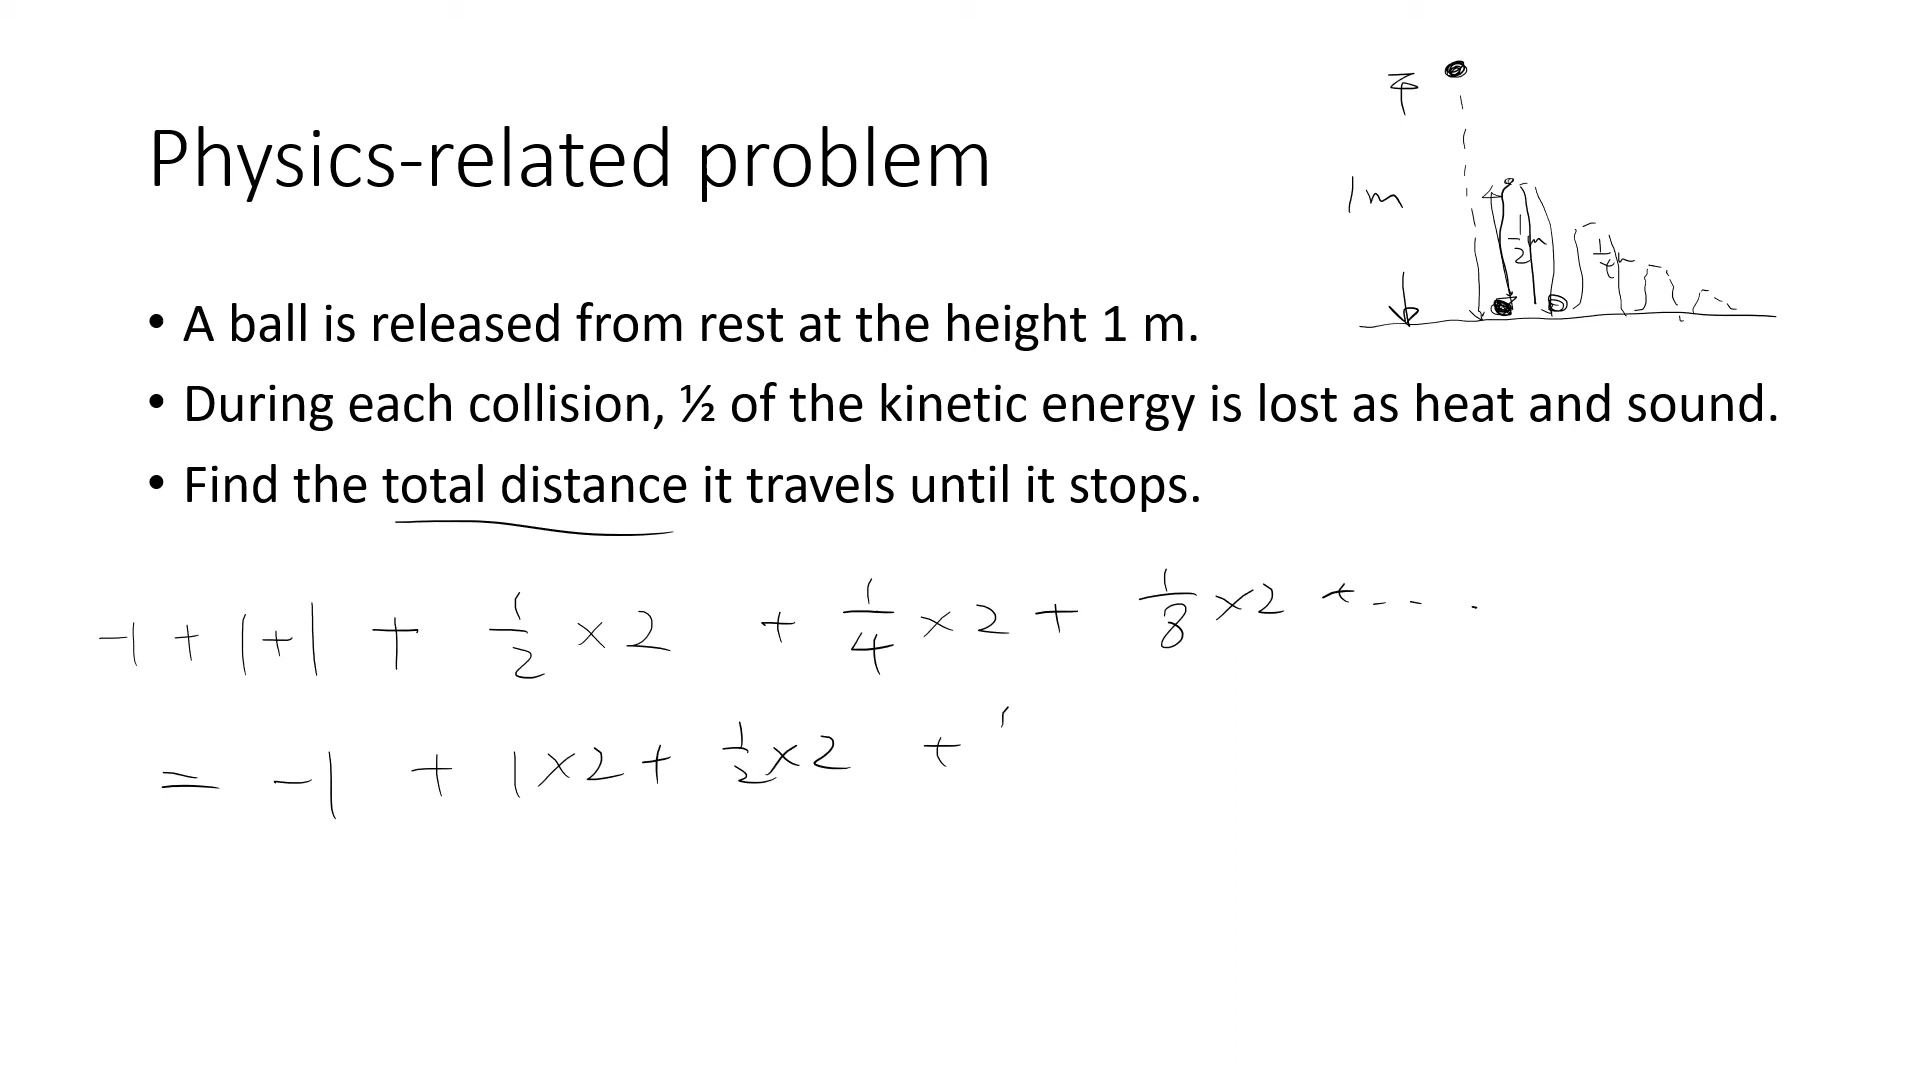 Physics-related problem
1m
1/2 m
1/4 m
• A ball is released from rest at the height 1 m.
• During each collision, ½ of the kinetic energy is lost as heat and sound.
• Find the total distance it travels until it stops.
-1 + 1+1 + 1/2 ×2 + 1/4 ×2 + 1/8 ×2 + ....
= -1 + 1×2 + 1/2 ×2 +